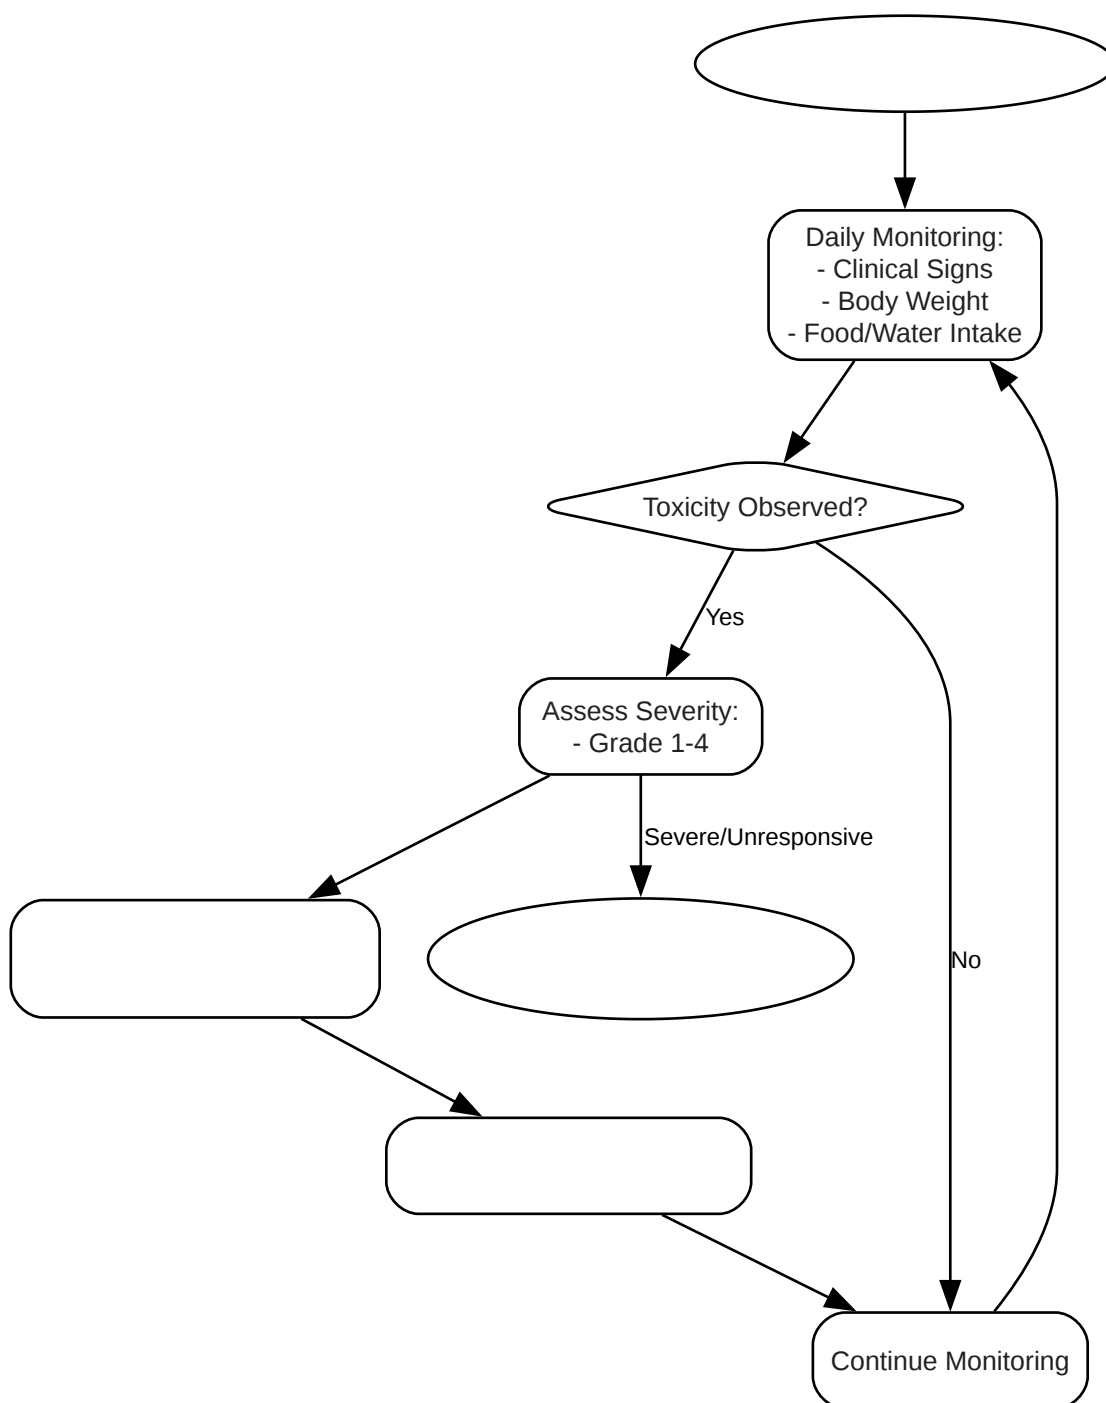 Daily Monitoring:
- Clinical Signs
- Body Weight
- Food/Water Intake
Toxicity Observed?
Yes
Assess Severity:
- Grade 1-4
Severe/Unresponsive
No
Continue Monitoring